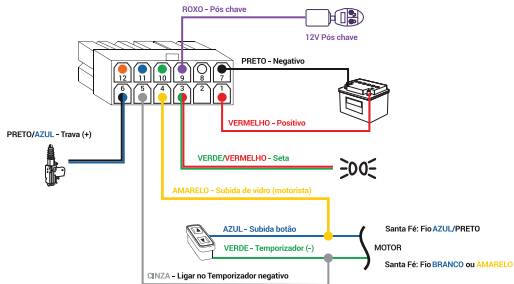 ROXO - Pós chave
12V Pós chave
PRETO - Negativo
12 11 10 9 8 7
6 5 4 3 2 1
VERMELHO - Positivo
PRETO/AZUL - Trava (+)
VERDE/VERMELHO - Seta
AMARELO - Subida de vidro (motorista)
AZUL - Subida botão
Santa Fé: Fio AZUL/PRETO
VERDE - Temporizador (-)
MOTOR
Santa Fé: Fio BRANCO ou AMARELO
CINZA - Ligar no Temporizador negativo